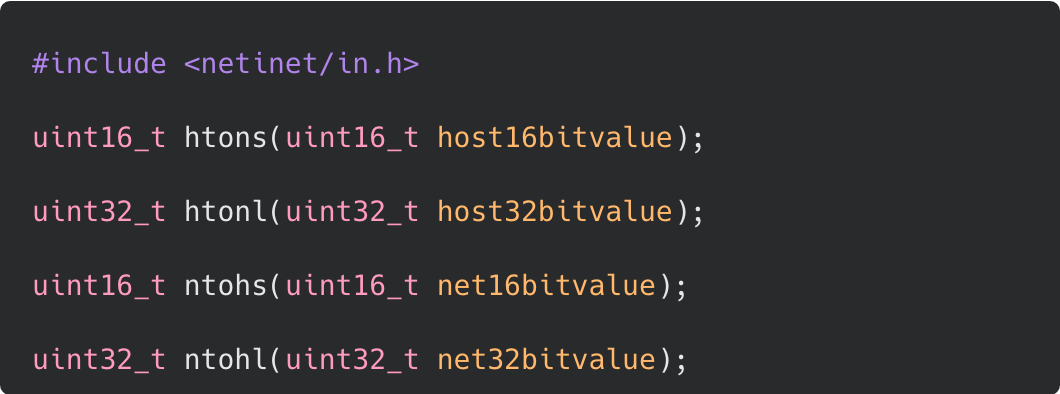 #include <netinet/in.h>
uint16_t htons(uint16_t host16bitvalue);
uint32_t htonl(uint32_t host32bitvalue);
uint16_t ntohs(uint16_t net16bitvalue);
uint32_t ntohl(uint32_t net32bitvalue);